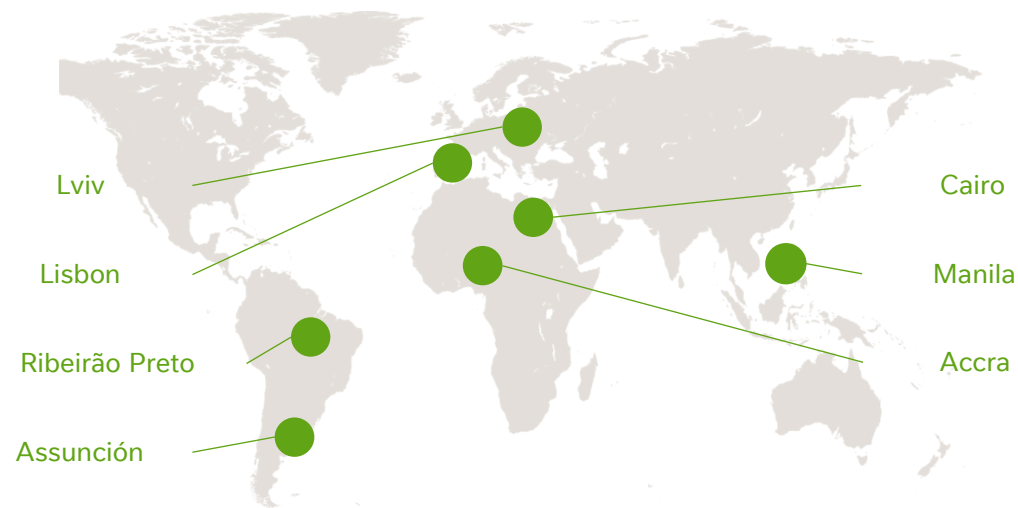 Lviv
Cairo
Lisbon
Manila
Ribeirão Preto
Accra
Assunción